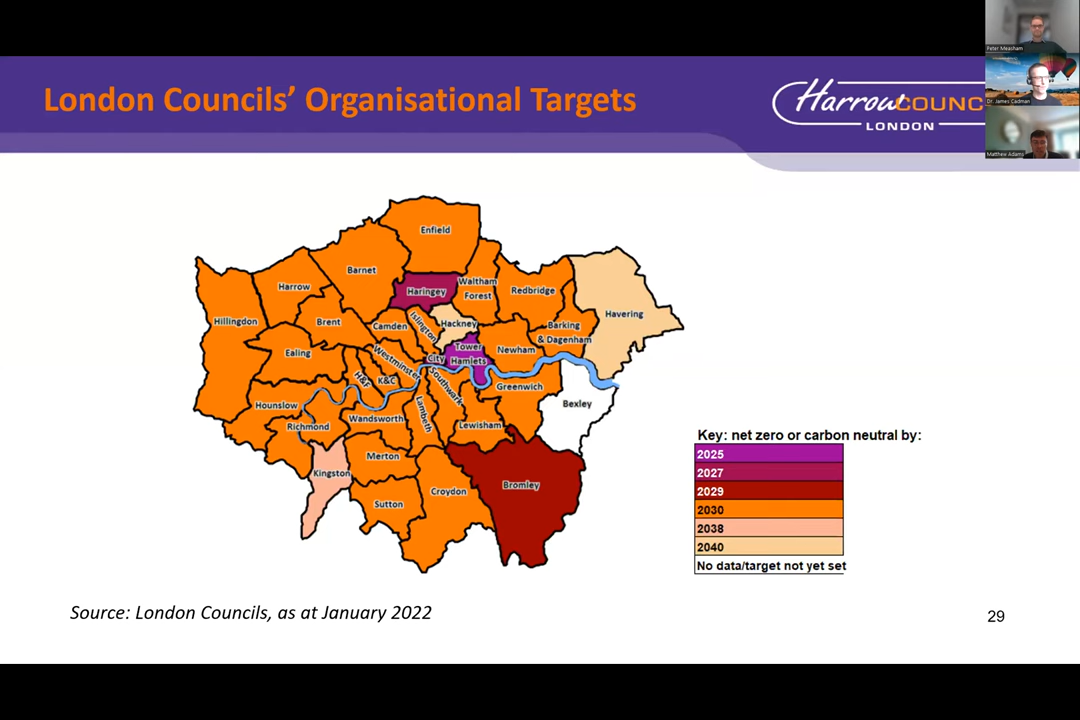 London Councils' Organisational Targets
HarrowCOUNC
LONDON
Peter Measham
Dr. James Cadman
Matthew Adams
Enfield
Barnet
Haringey
Waltham
Forest
Redbridge
Havering
Harrow
Hillingdon
Brent
Camden
Islington
Hackney
Barking
& Dagenham
Ealing
Westminster
City
Tower
Hamlets
Newham
H&F
K&C
Southwark
Greenwich
Bexley
Hounslow
Richmond
Wandsworth
Lambeth
Lewisham
Kingston
Merton
Sutton
Croydon
Bromley
Key: net zero or carbon neutral by:
2025
2027
2029
2030
2038
2040
No data/target not yet set
Source: London Councils, as at January 2022
29